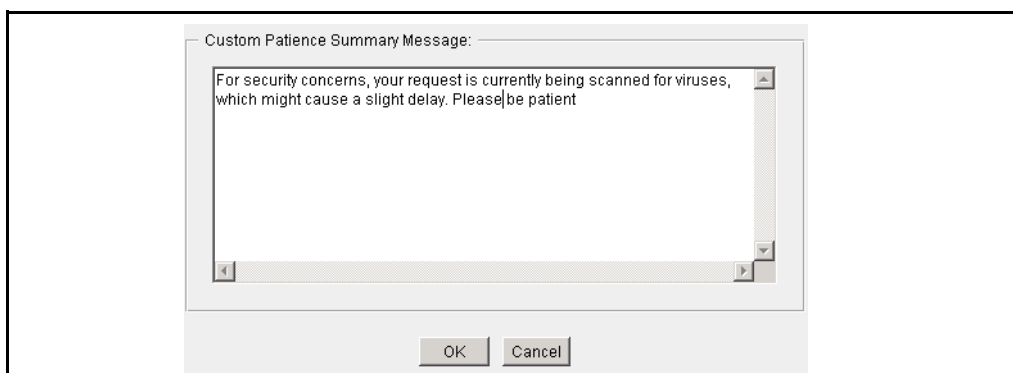 Custom Patience Summary Message:
For security concerns, your request is currently being scanned for viruses,
which might cause a slight delay. Please be patient
OK
Cancel